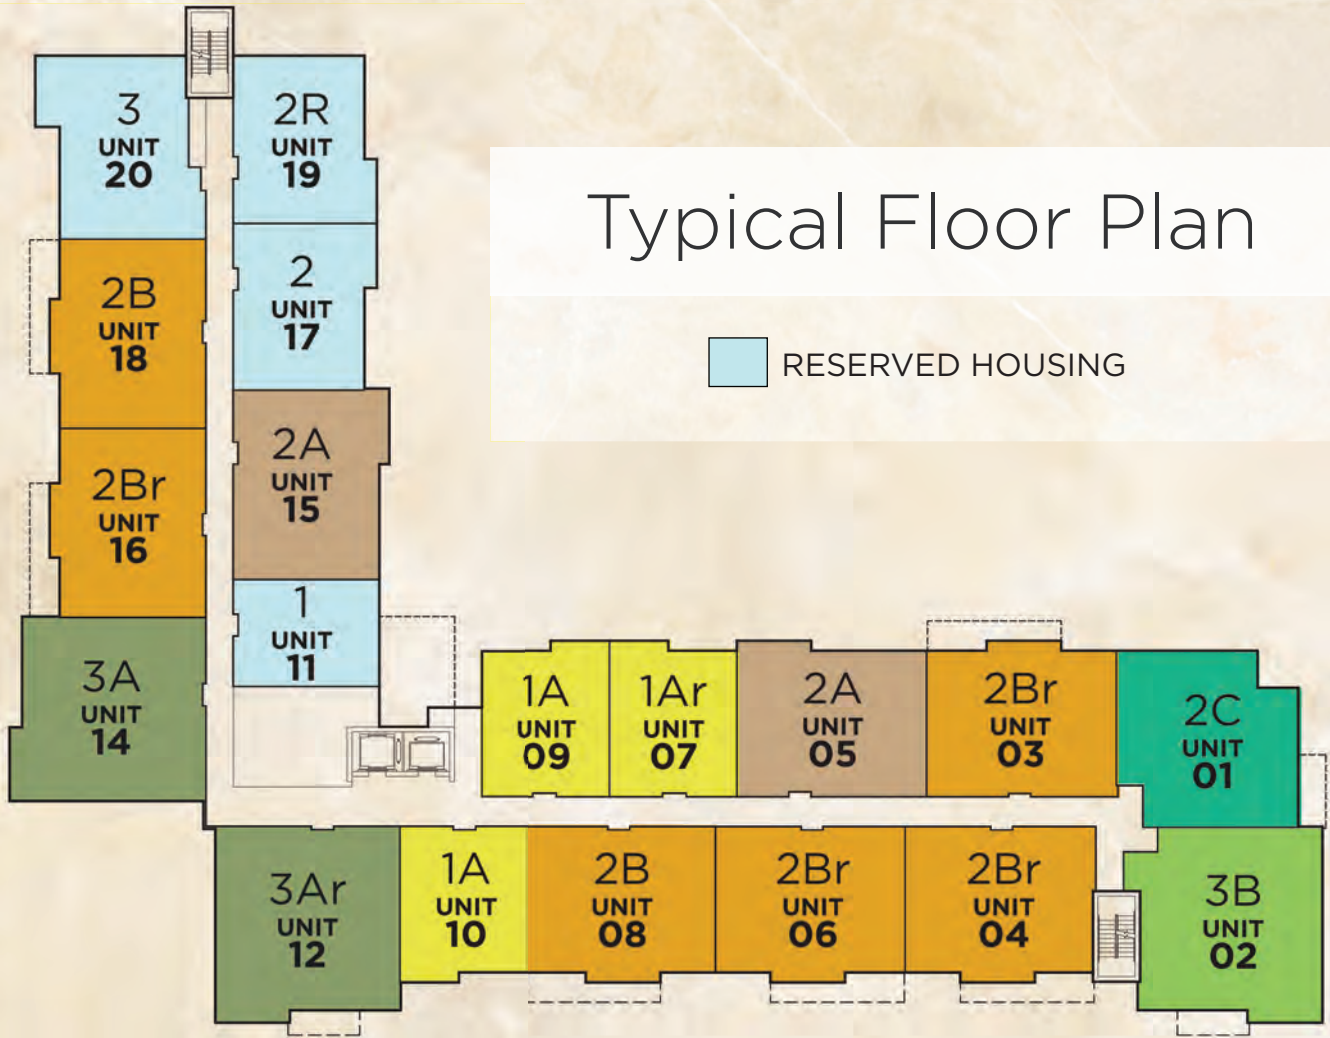 3
UNIT
20
2R
UNIT
19
Typical Floor Plan
2B
UNIT
18
2
UNIT
17
RESERVED HOUSING
2Br
UNIT
16
2A
UNIT
15
1
UNIT
11
3A
UNIT
14
1A
UNIT
09
1Ar
UNIT
07
2A
UNIT
05
2Br
UNIT
03
2C
UNIT
01
3Ar
UNIT
12
1A
UNIT
10
2B
UNIT
08
2Br
UNIT
06
2Br
UNIT
04
3B
UNIT
02